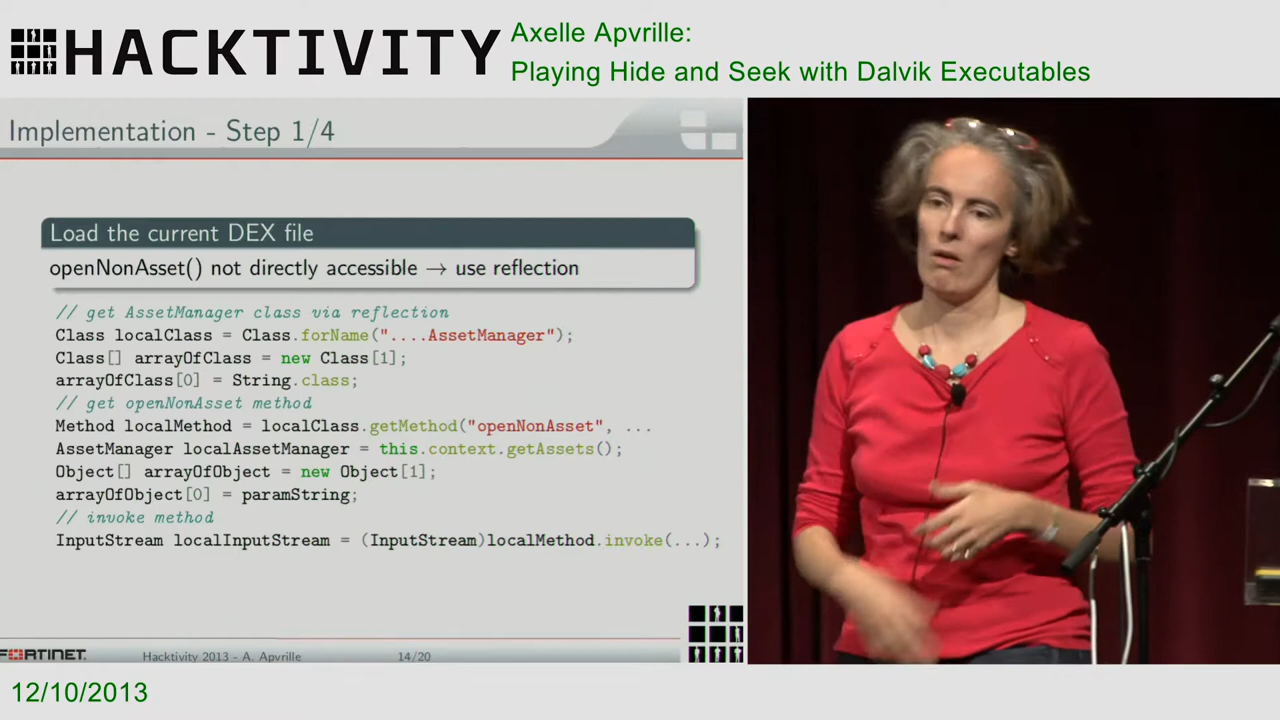 HACKTIVITY
Axelle Apvrille:
Playing Hide and Seek with Dalvik Executables
Implementation - Step 1/4
Load the current DEX file
openNonAsset() not directly accessible → use reflection
// get AssetManager class via reflection
Class localClass = Class.forName("....AssetManager");
Class[] arrayOfClass = new Class[1];
arrayOfClass[0] = String.class;
// get openNonAsset method
Method localMethod = localClass.getMethod("openNonAsset", ...
AssetManager localAssetManager = this.context.getAssets();
Object[] arrayOfObject = new Object[1];
arrayOfObject[0] = paramString;
// invoke method
InputStream localInputStream = (InputStream)localMethod.invoke(...);
FORTINET.
Hacktivity 2013 - A. Apvrille
14/20
12/10/2013